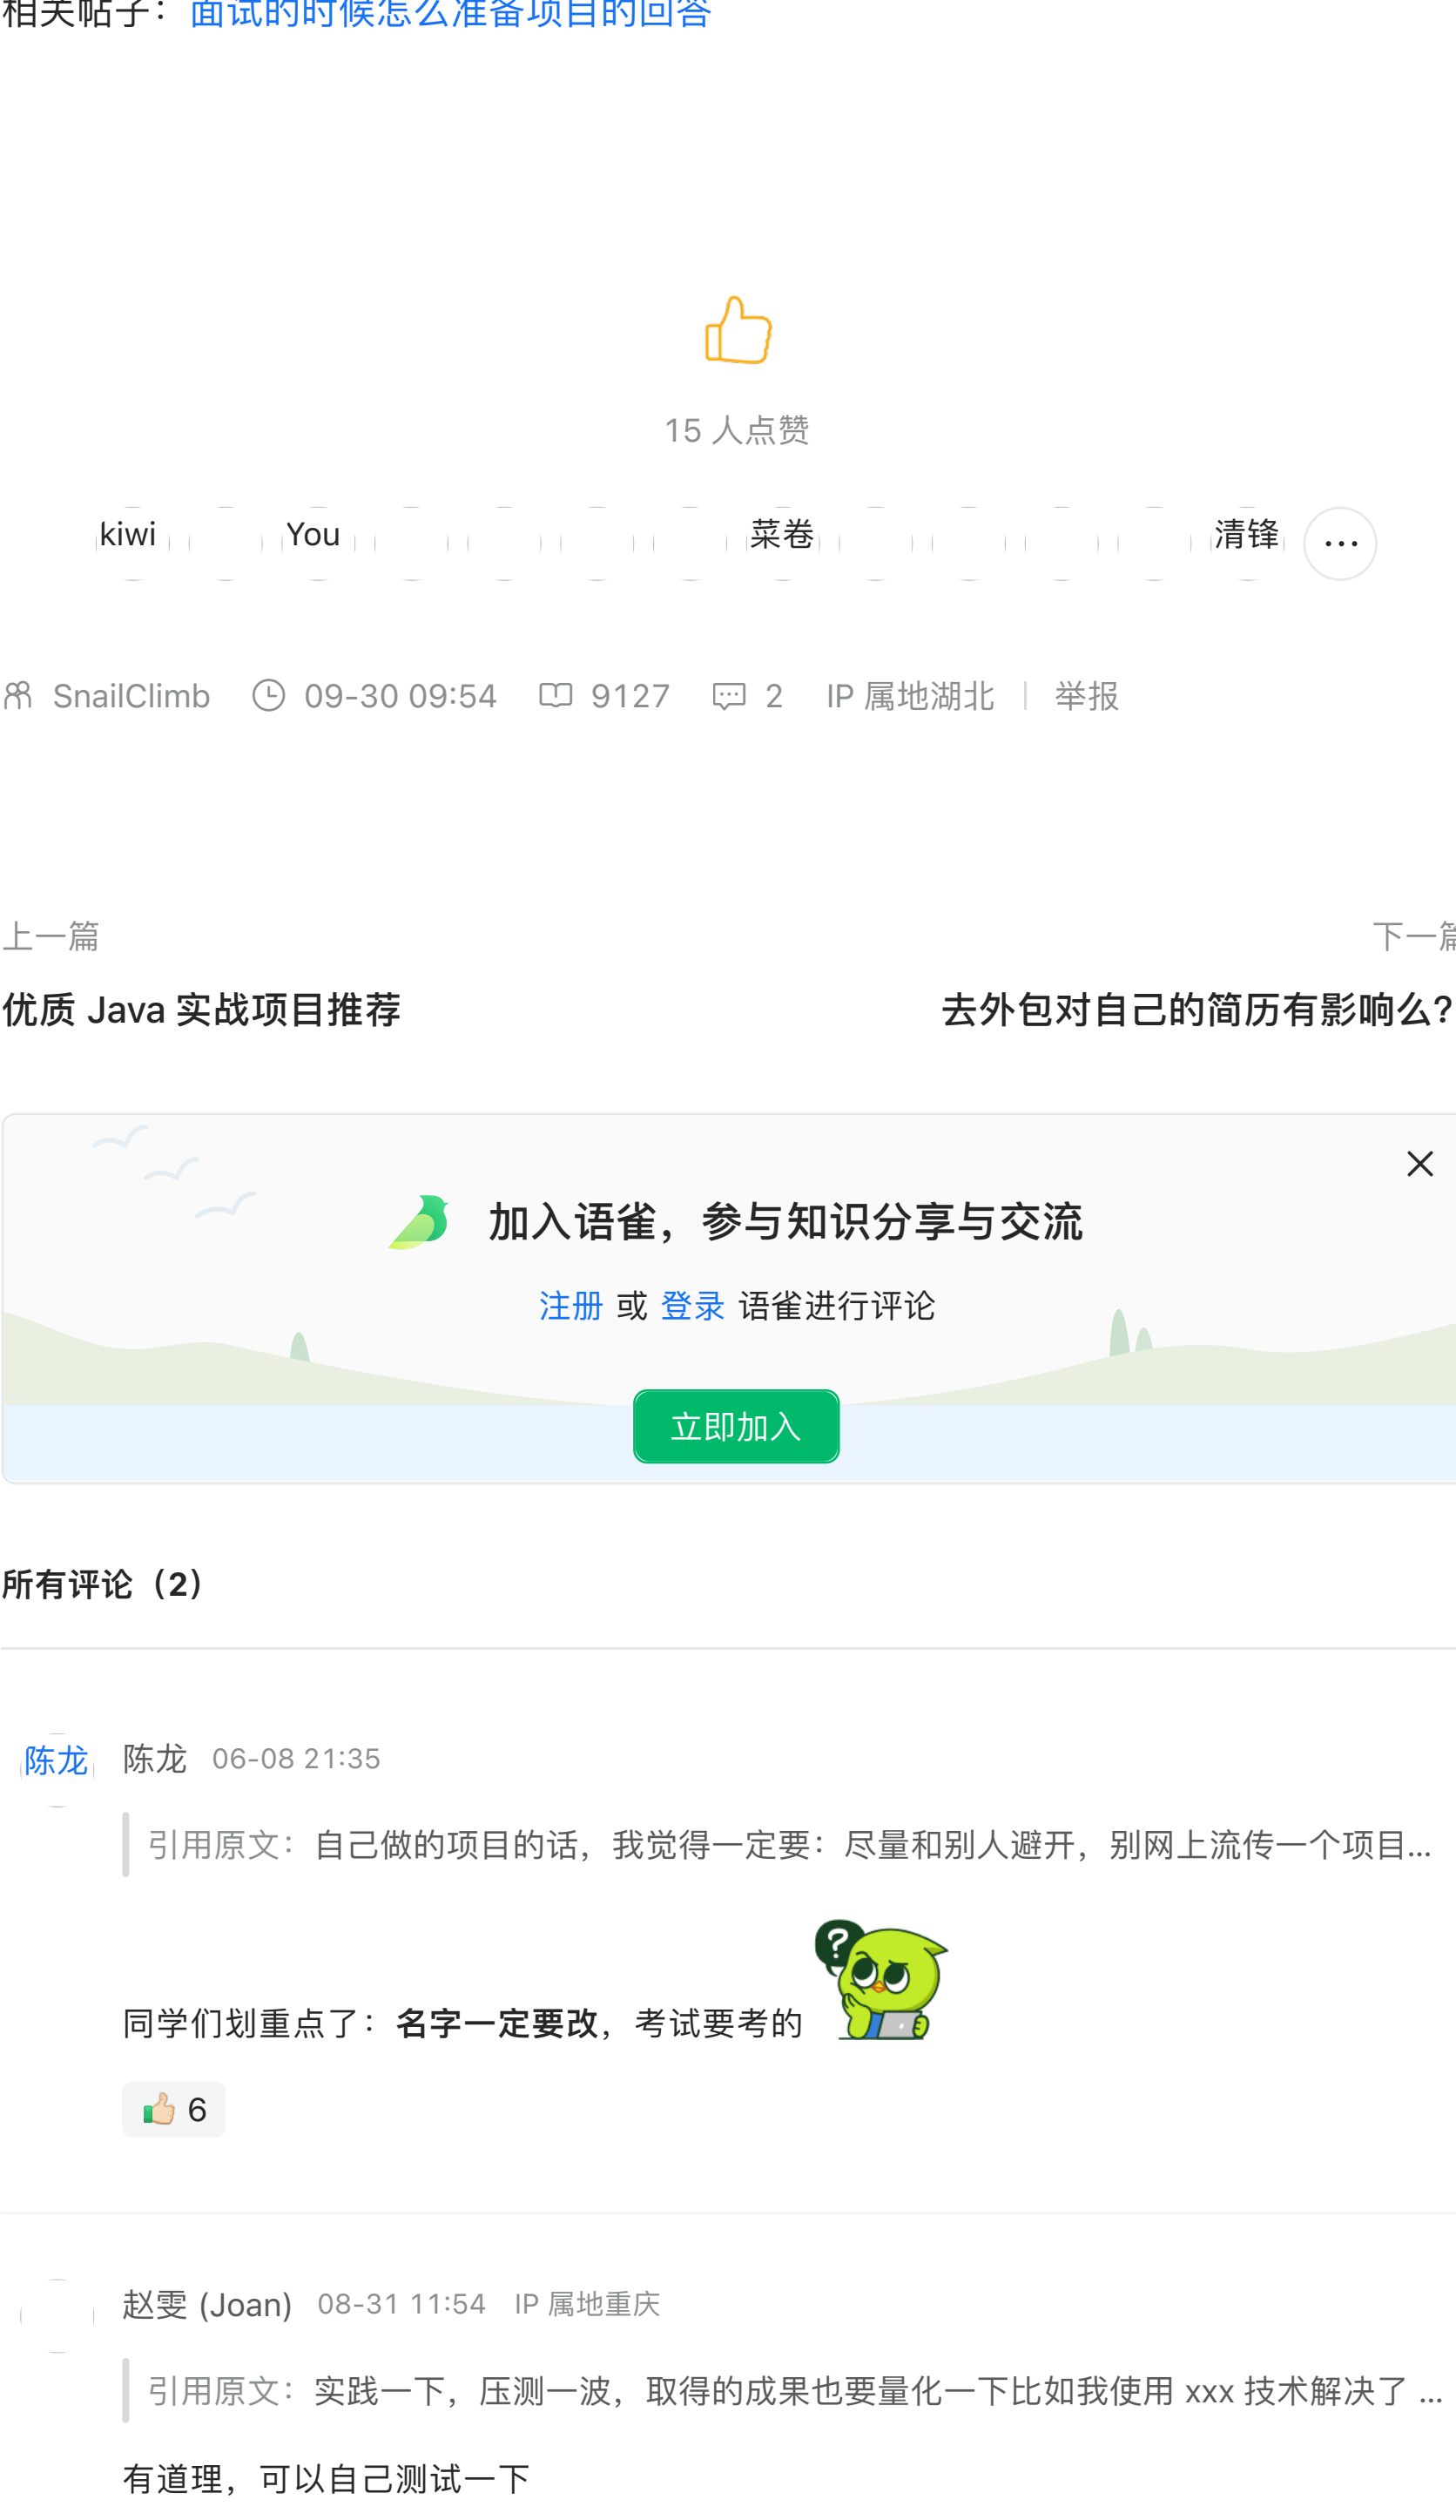 相关帖子：面试的时候怎么准备项目的回答
15 人点赞
kiwi You 菜卷 清锋
SnailClimb 09-30 09:54 9127 2 IP 属地湖北 | 举报
上一篇 下一篇
优质 Java 实战项目推荐 去外包对自己的简历有影响么？
加入语雀，参与知识分享与交流
注册 或 登录 语雀进行评论
立即加入
所有评论（2）
陈龙 陈龙 06-08 21:35
引用原文：自己做的项目的话，我觉得一定要：尽量和别人避开，别网上流传一个项目...
?
同学们划重点了：名字一定要改，考试要考的
6
赵雯 (Joan) 08-31 11:54 IP 属地重庆
引用原文：实践一下，压测一波，取得的成果也要量化一下比如我使用 xxx 技术解决了 ...
有道理，可以自己测试一下